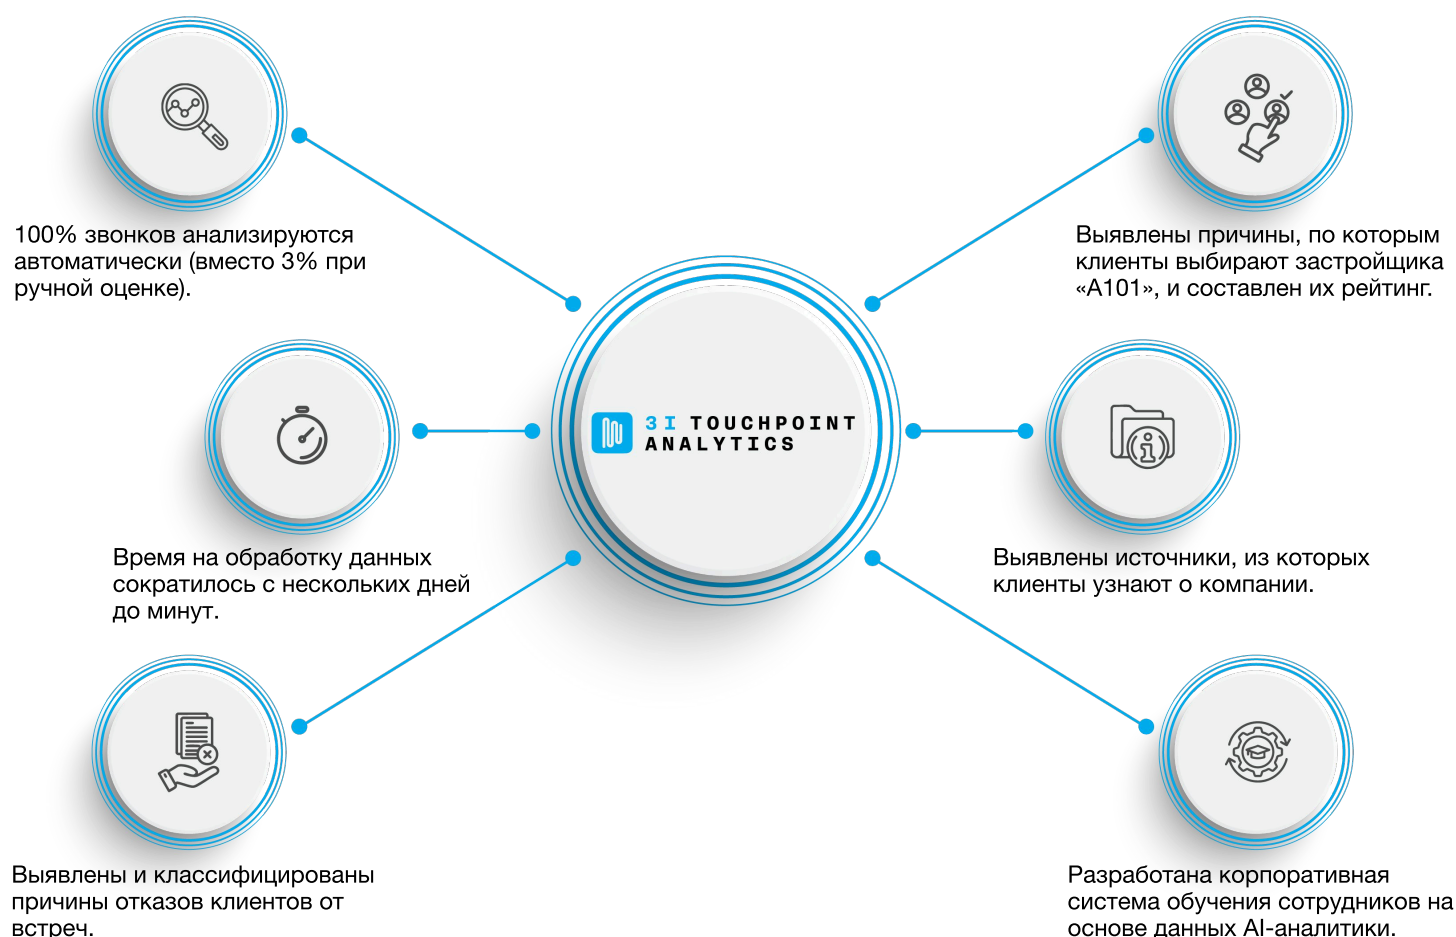 100% звонков анализируются
автоматически (вместо 3% при
ручной оценке).
Выявлены причины, по которым
клиенты выбирают застройщика
«А101», и составлен их рейтинг.
3I TOUCHPOINT
ANALYTICS
Время на обработку данных
сократилось с нескольких дней
до минут.
Выявлены источники, из которых
клиенты узнают о компании.
Выявлены и классифицированы
причины отказов клиентов от
встреч.
Разработана корпоративная
система обучения сотрудников на
основе данных AI-аналитики.